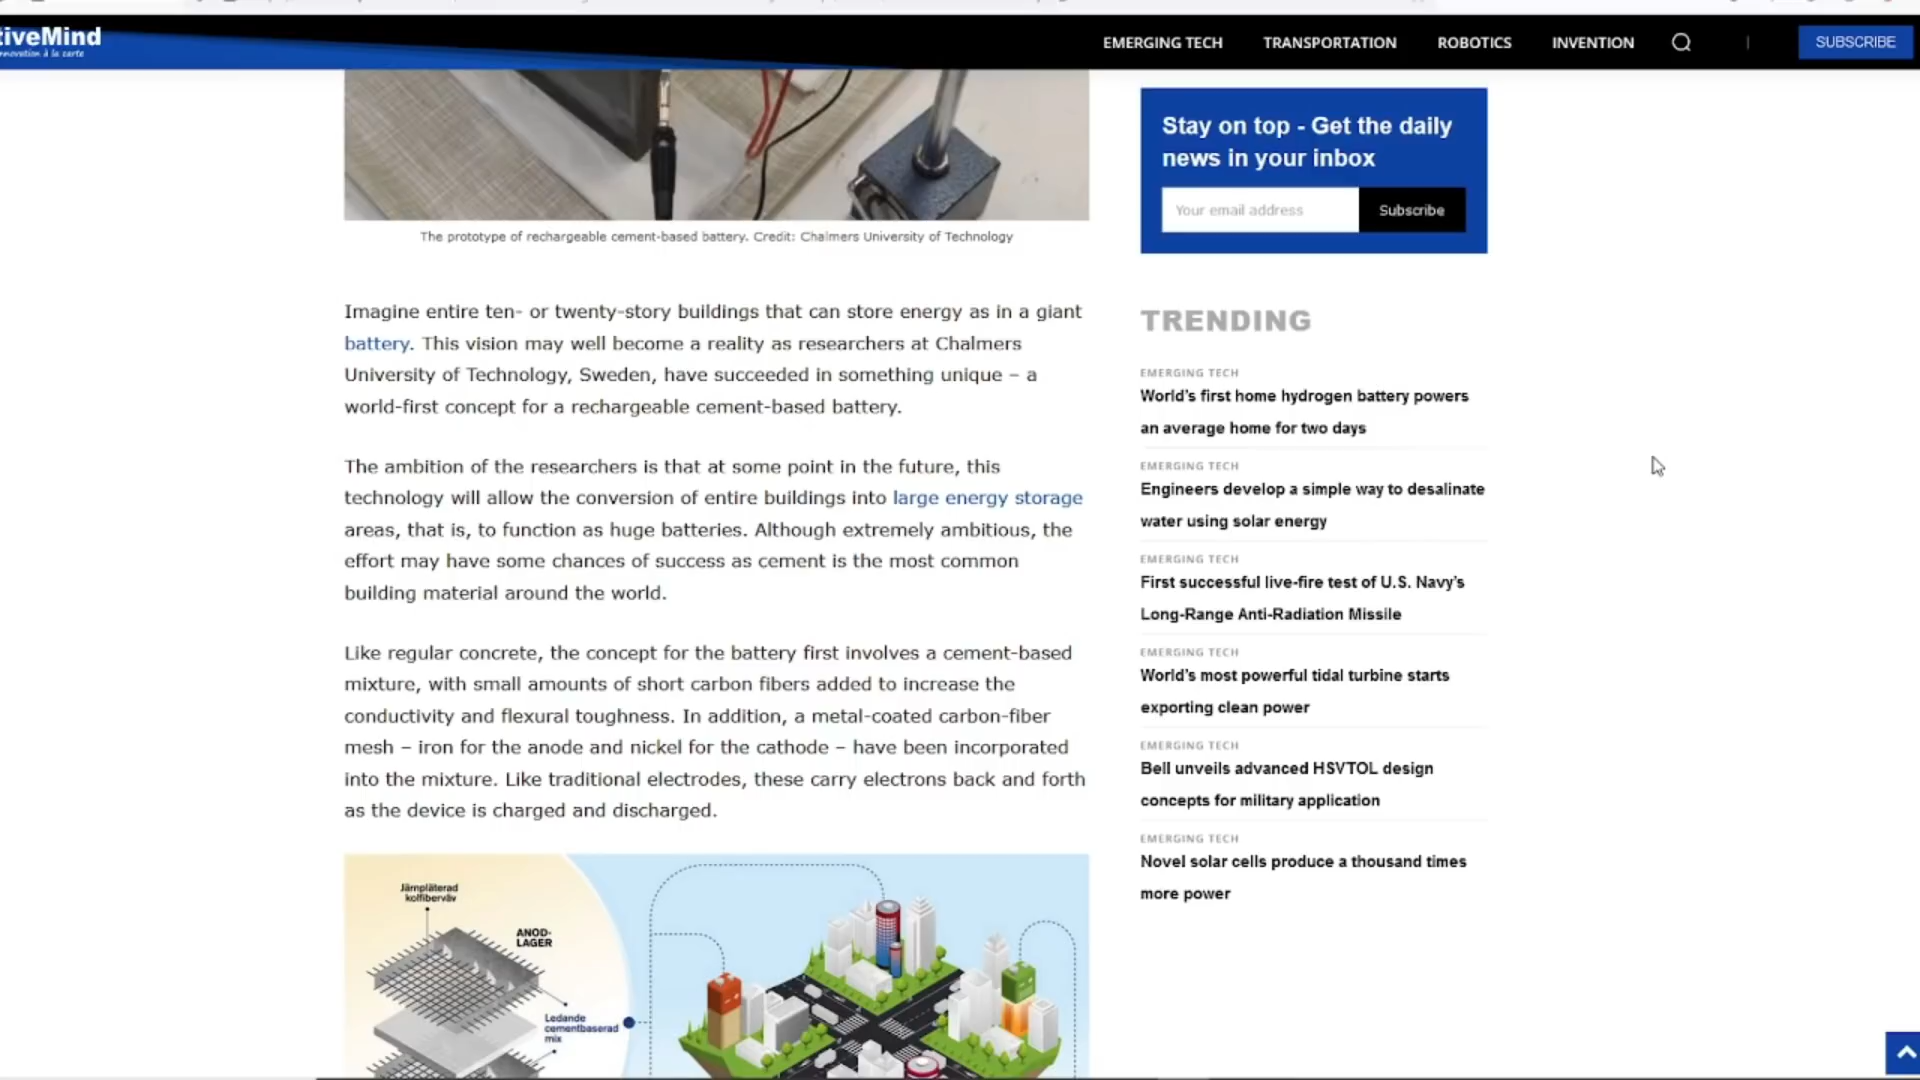 tiveMind
nnovation à la carte
EMERGING TECH
TRANSPORTATION
ROBOTICS
INVENTION
SUBSCRIBE
The prototype of rechargeable cement-based battery. Credit: Chalmers University of Technology
Imagine entire ten- or twenty-story buildings that can store energy as in a giant
battery. This vision may well become a reality as researchers at Chalmers
University of Technology, Sweden, have succeeded in something unique – a
world-first concept for a rechargeable cement-based battery.
The ambition of the researchers is that at some point in the future, this
technology will allow the conversion of entire buildings into large energy storage
areas, that is, to function as huge batteries. Although extremely ambitious, the
effort may have some chances of success as cement is the most common
building material around the world.
Like regular concrete, the concept for the battery first involves a cement-based
mixture, with small amounts of short carbon fibers added to increase the
conductivity and flexural toughness. In addition, a metal-coated carbon-fiber
mesh – iron for the anode and nickel for the cathode – have been incorporated
into the mixture. Like traditional electrodes, these carry electrons back and forth
as the device is charged and discharged.
Järnpläterad
kolfiberväv
ANOD-
LAGER
Ledande
cementbaserad
mix
Stay on top - Get the daily
news in your inbox
Your email address
Subscribe
TRENDING
EMERGING TECH
World's first home hydrogen battery powers
an average home for two days
EMERGING TECH
Engineers develop a simple way to desalinate
water using solar energy
EMERGING TECH
First successful live-fire test of U.S. Navy's
Long-Range Anti-Radiation Missile
EMERGING TECH
World's most powerful tidal turbine starts
exporting clean power
EMERGING TECH
Bell unveils advanced HSVTOL design
concepts for military application
EMERGING TECH
Novel solar cells produce a thousand times
more power